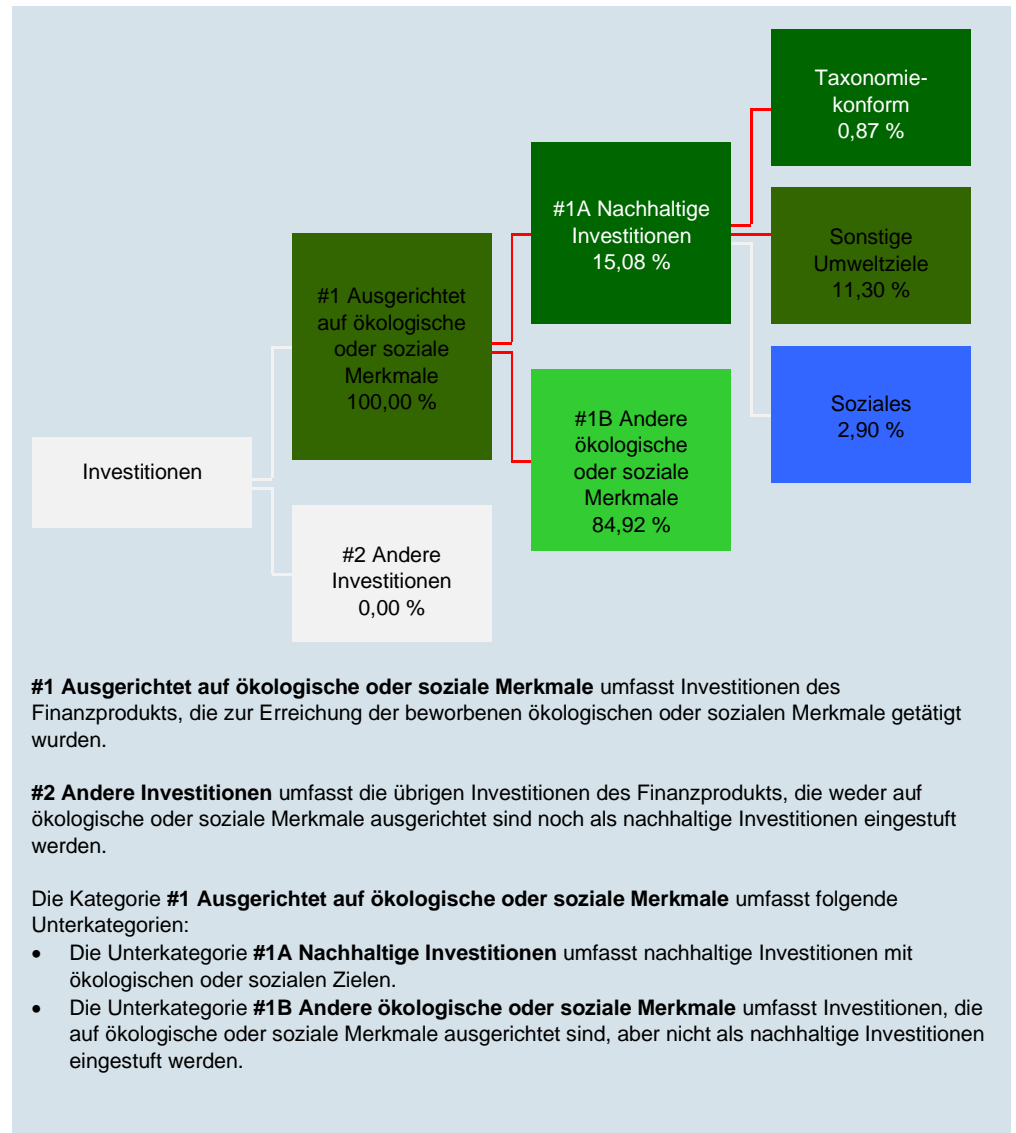 Taxonomie-
konform
0,87 %
#1A Nachhaltige
Investitionen
15,08 %
Sonstige
Umweltziele
11,30 %
#1 Ausgerichtet
auf ökologische
oder soziale
Merkmale
100,00 %
Soziales
2,90 %
#1B Andere
ökologische
oder soziale
Merkmale
84,92 %
Investitionen
#2 Andere
Investitionen
0,00 %
#1 Ausgerichtet auf ökologische oder soziale Merkmale umfasst Investitionen des
Finanzprodukts, die zur Erreichung der beworbenen ökologischen oder sozialen Merkmale getätigt
wurden.
#2 Andere Investitionen umfasst die übrigen Investitionen des Finanzprodukts, die weder auf
ökologische oder soziale Merkmale ausgerichtet sind noch als nachhaltige Investitionen eingestuft
werden.
Die Kategorie #1 Ausgerichtet auf ökologische oder soziale Merkmale umfasst folgende
Unterkategorien:
• Die Unterkategorie #1A Nachhaltige Investitionen umfasst nachhaltige Investitionen mit
ökologischen oder sozialen Zielen.
• Die Unterkategorie #1B Andere ökologische oder soziale Merkmale umfasst Investitionen, die
auf ökologische oder soziale Merkmale ausgerichtet sind, aber nicht als nachhaltige Investitionen
eingestuft werden.